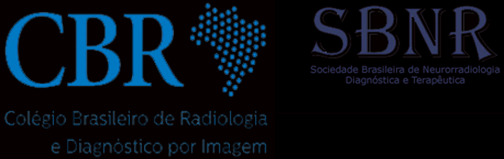 CBR
Colégio Brasileiro de Radiologia
e Diagnóstico por Imagem
SBNR
Sociedade Brasileira de Neurorradiologia
Diagnóstica e Terapêutica